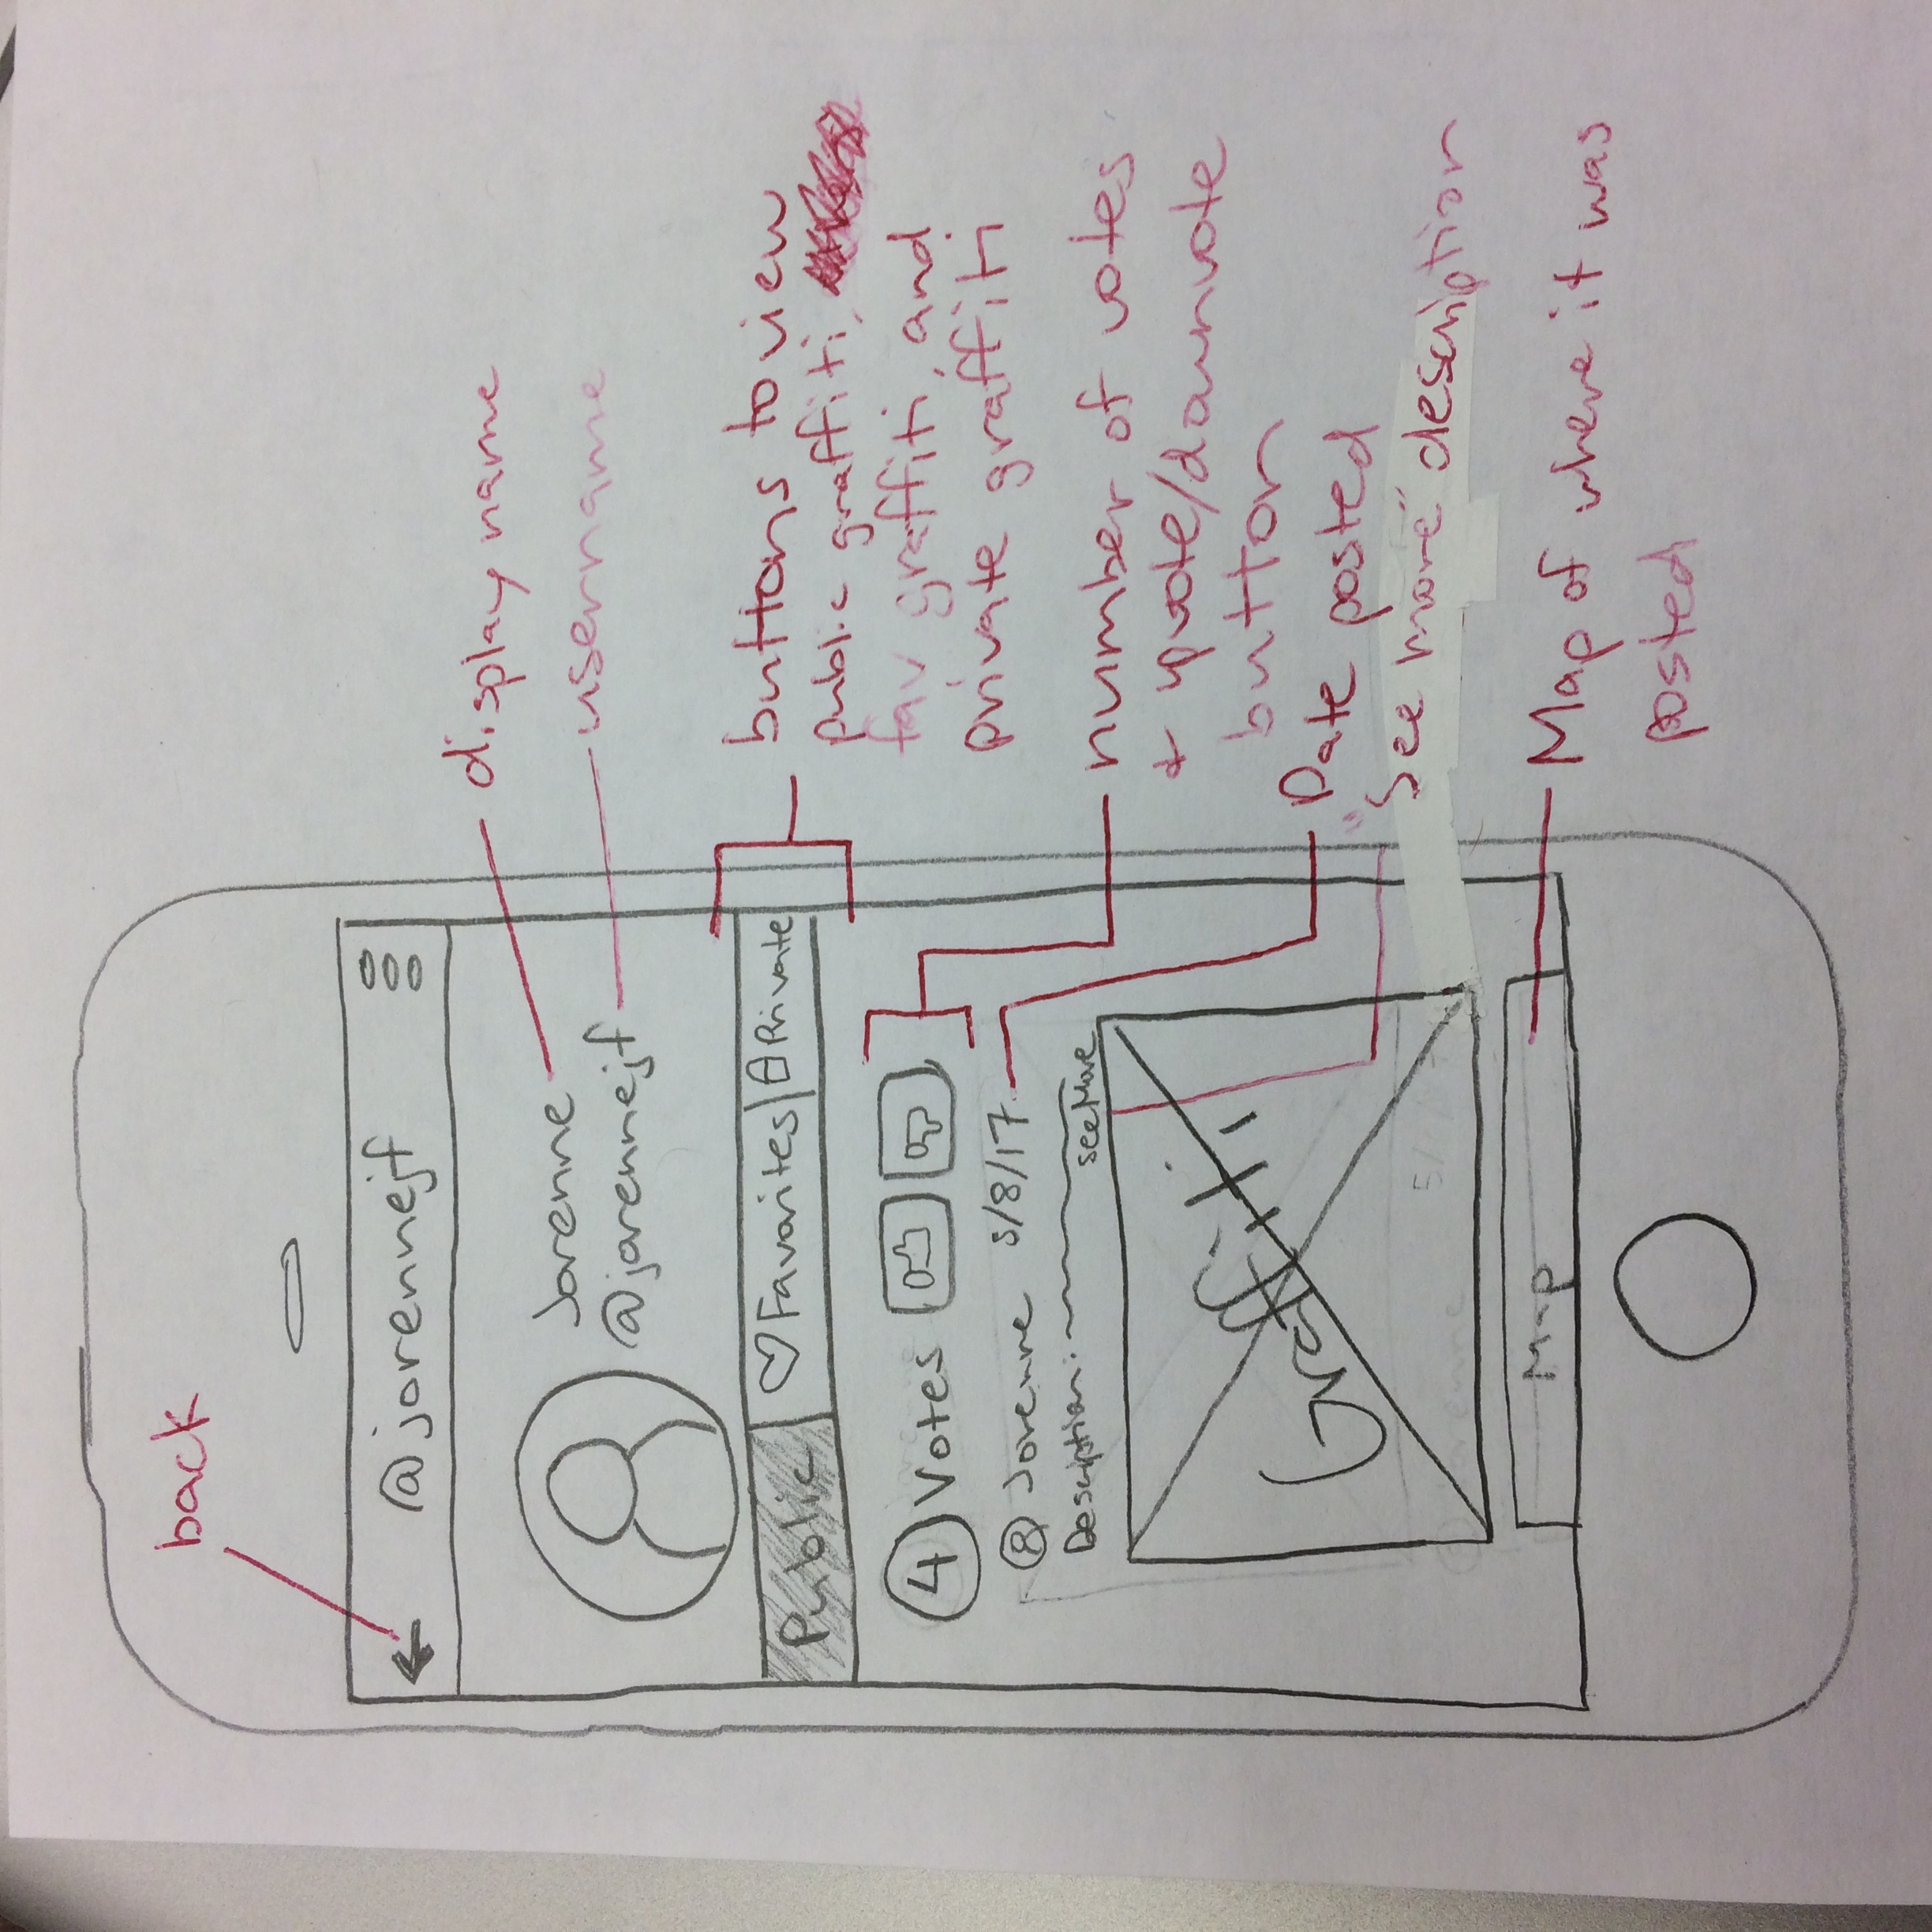 back
@jorennejf
display name
Jorenne
@jorennejf
username
Public
Favorites
Private
buttons to view
public graffiti,
fav graffiti, and
private graffiti
4 Votes
Jorenne 5/8/17
Description:
see More
Graffiti
Map
number of votes
+ upvote/downvote
button
Date posted
"See more" description
Map of where it was
posted